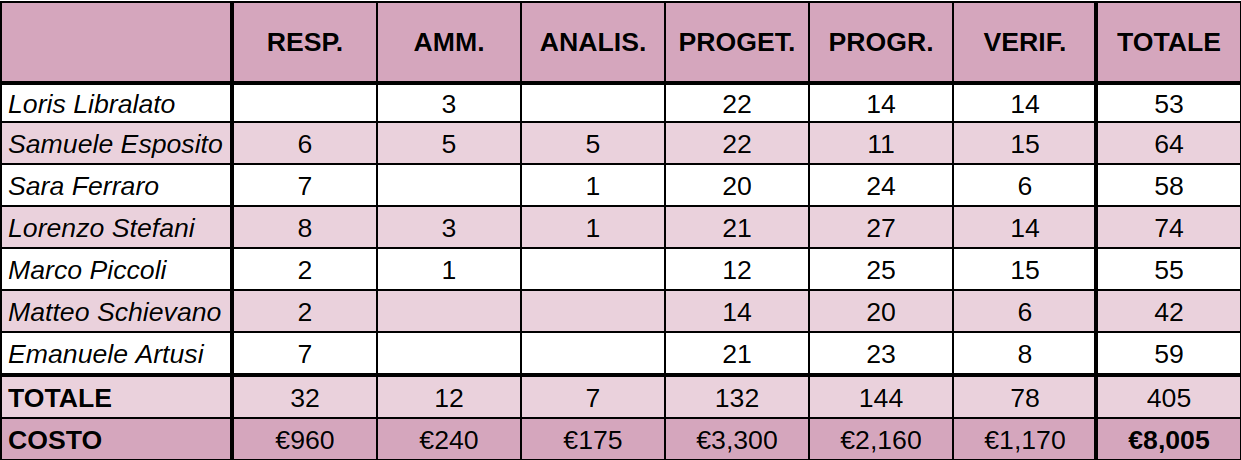 RESP. AMM. ANALIS. PROGET. PROGR. VERIF. TOTALE
Loris Libralato 3 22 14 14 53
Samuele Esposito 6 5 5 22 11 15 64
Sara Ferraro 7 1 20 24 6 58
Lorenzo Stefani 8 3 1 21 27 14 74
Marco Piccoli 2 1 12 25 15 55
Matteo Schievano 2 14 20 6 42
Emanuele Artusi 7 21 23 8 59
TOTALE 32 12 7 132 144 78 405
COSTO €960 €240 €175 €3,300 €2,160 €1,170 €8,005